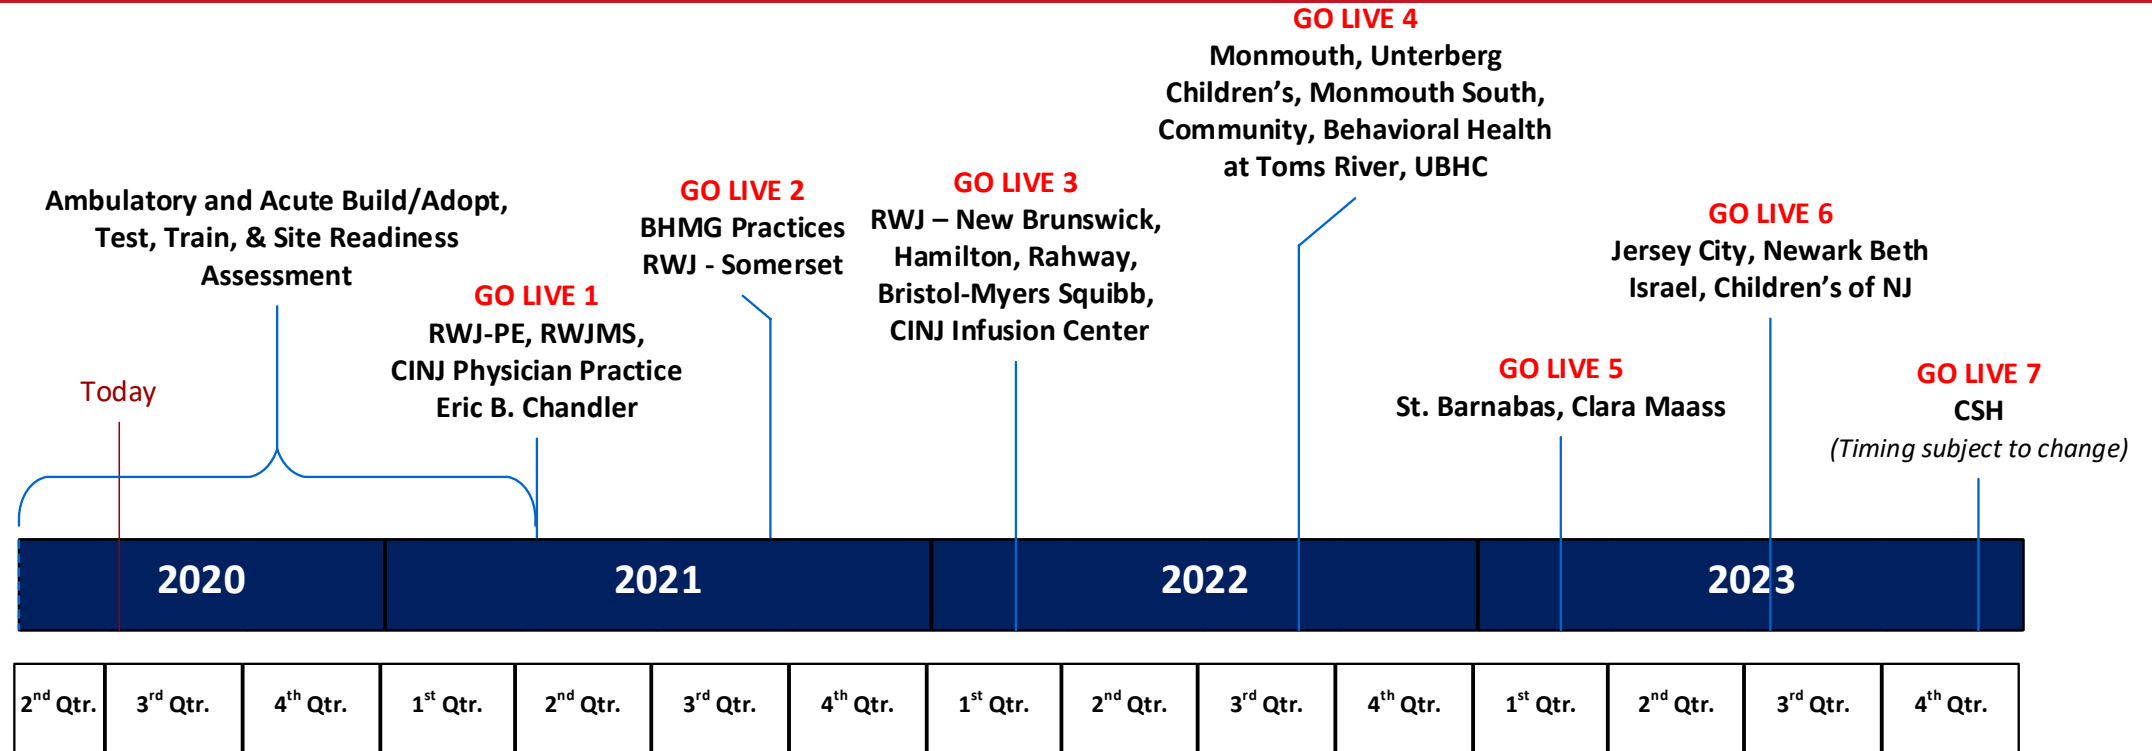 GO LIVE 4
Monmouth, Unterberg
Children’s, Monmouth South,
Community, Behavioral Health
at Toms River, UBHC
Ambulatory and Acute Build/Adopt,
Test, Train, & Site Readiness
Assessment
GO LIVE 1
RWJ-PE, RWJMS,
CINJ Physician Practice
Eric B. Chandler
GO LIVE 2
BHMG Practices
RWJ - Somerset
GO LIVE 3
RWJ – New Brunswick,
Hamilton, Rahway,
Bristol-Myers Squibb,
CINJ Infusion Center
GO LIVE 6
Jersey City, Newark Beth
Israel, Children’s of NJ
GO LIVE 5
St. Barnabas, Clara Maass
GO LIVE 7
CSH
(Timing subject to change)
Today
2020 2021 2022 2023
2nd Qtr. 3rd Qtr. 4th Qtr. 1st Qtr. 2nd Qtr. 3rd Qtr. 4th Qtr. 1st Qtr. 2nd Qtr. 3rd Qtr. 4th Qtr. 1st Qtr. 2nd Qtr. 3rd Qtr. 4th Qtr.